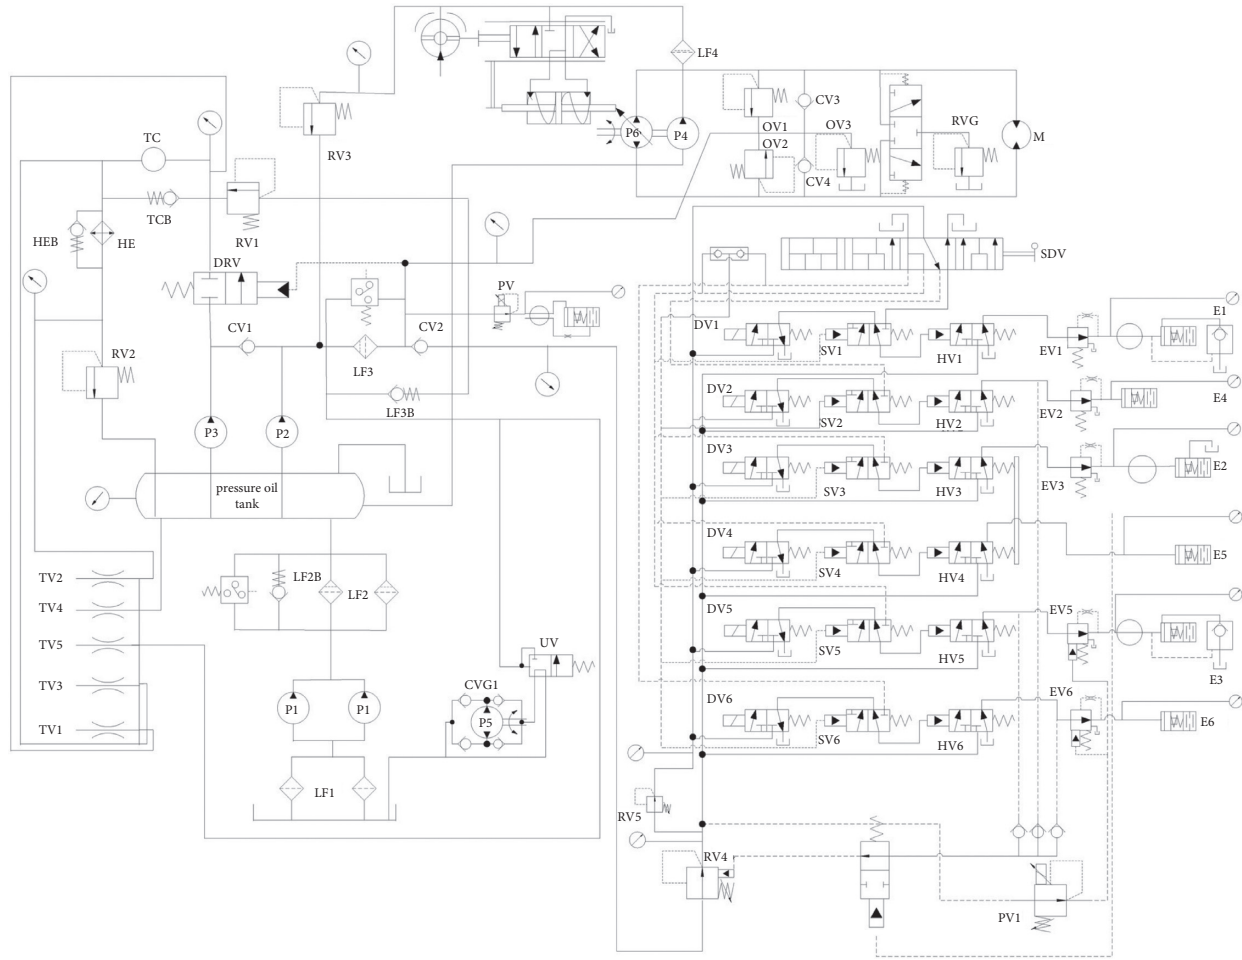 LF4
P6
P4
CV3
OV1
OV3
RVG
M
OV2
CV4
RV3
TC
TCB
RV1
HEB
HE
DRV
PV
SDV
CV1
CV2
LF3
LF3B
RV2
P3
P2
pressure oil
tank
DV1
SV1
HV1
EV1
E1
DV2
SV2
HV2
EV2
E4
DV3
SV3
HV3
EV3
E2
DV4
SV4
HV4
E5
DV5
SV5
HV5
EV5
E3
DV6
SV6
HV6
EV6
E6
TV2
TV4
TV5
TV3
TV1
LF2B
LF2
UV
CVG1
P1
P1
P5
LF1
RV5
RV4
PV1